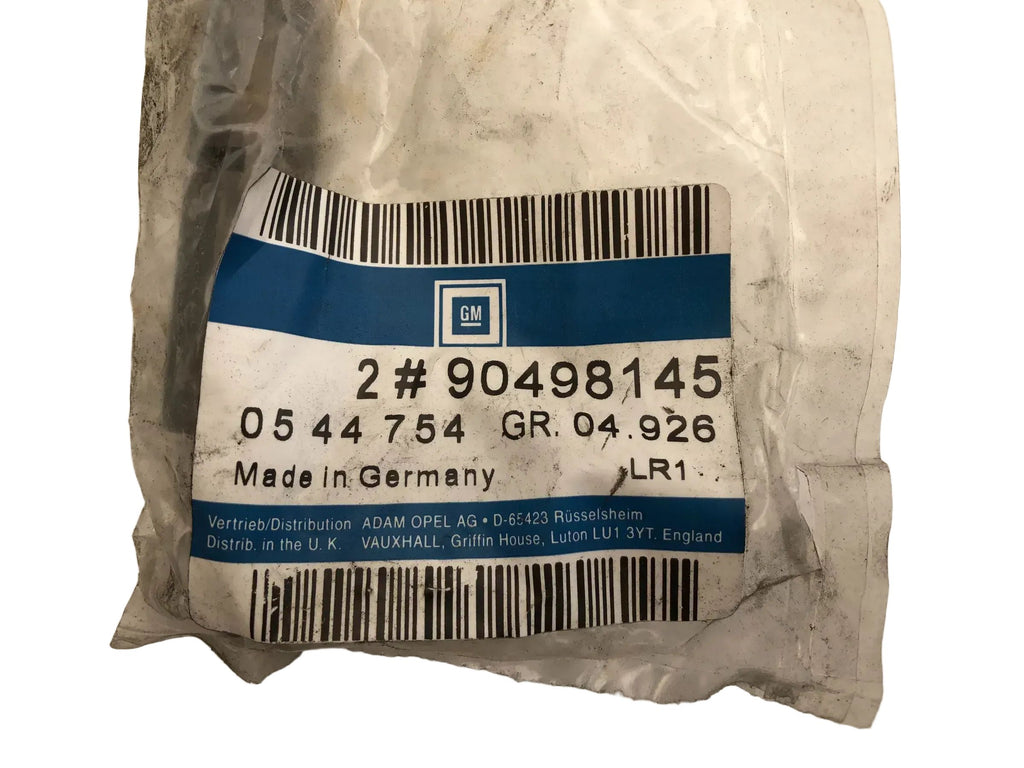 GM
2 # 90498145
05 44 754 GR. 04.926
Made in Germany LR1
Vertrieb/Distribution ADAM OPEL AG • D-65423 Rüsselsheim
Distrib. in the U. K. VAUXHALL, Griffin House, Luton LU1 3YT. England